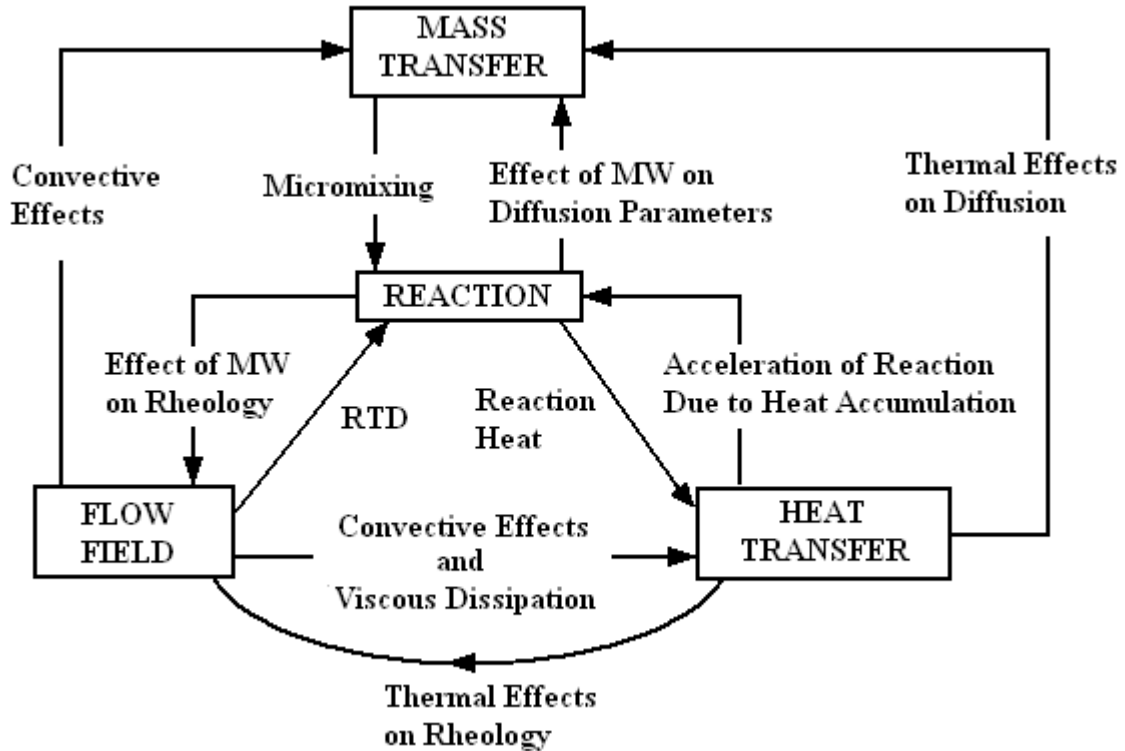 MASS
TRANSFER
Convective
Effects
Micromixing
Effect of MW on
Diffusion Parameters
Thermal Effects
on Diffusion
REACTION
Effect of MW
on Rheology
RTD
Reaction
Heat
Acceleration of Reaction
Due to Heat Accumulation
FLOW
FIELD
Convective Effects
and
Viscous Dissipation
HEAT
TRANSFER
Thermal Effects
on Rheology